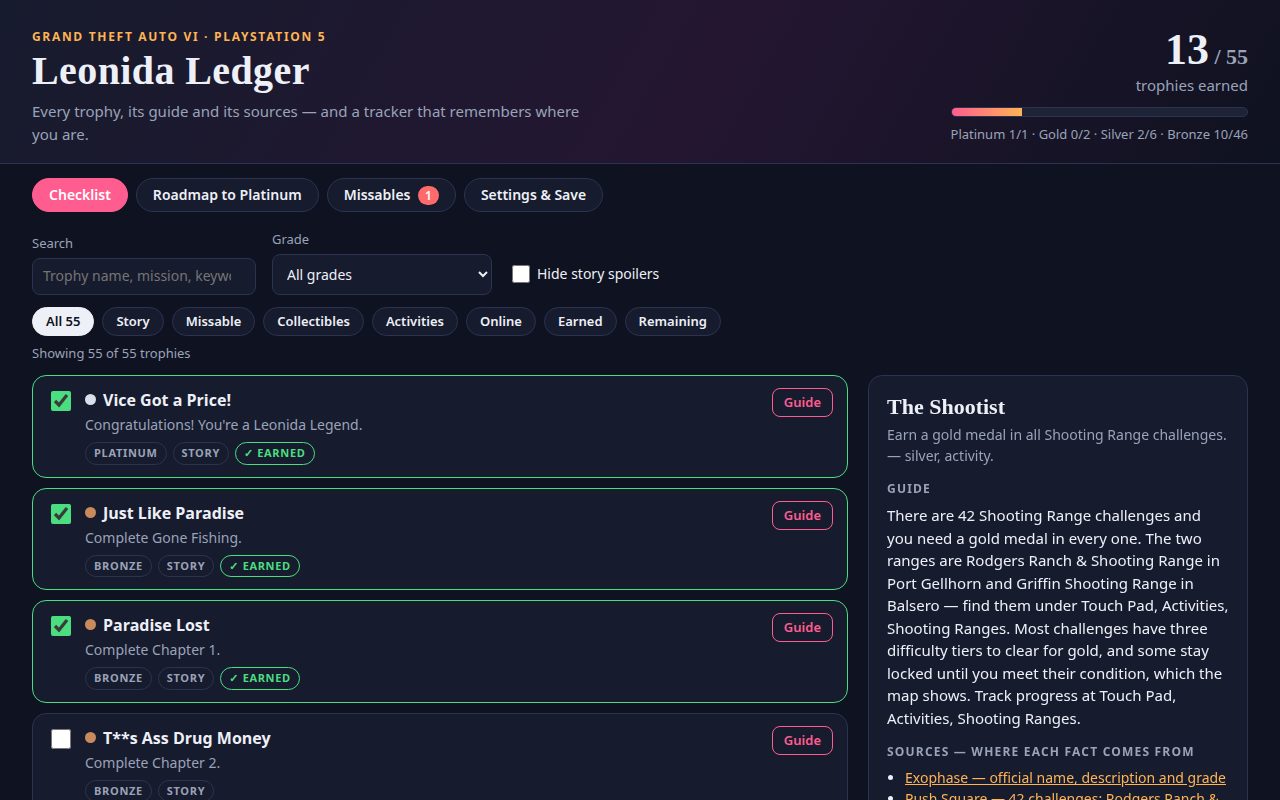 GRAND THEFT AUTO VI · PLAYSTATION 5
Leonida Ledger
Every trophy, its guide and its sources — and a tracker that remembers where
you are.
13 / 55
trophies earned
Platinum 1/1 · Gold 0/2 · Silver 2/6 · Bronze 10/46
Checklist
Roadmap to Platinum
Missables 1
Settings & Save
Search
Trophy name, mission, keyw
Grade
All grades
Hide story spoilers
All 55
Story
Missable
Collectibles
Activities
Online
Earned
Remaining
Showing 55 of 55 trophies
Vice Got a Price!
Guide
Congratulations! You're a Leonida Legend.
PLATINUM
STORY
✓ EARNED
Just Like Paradise
Guide
Complete Gone Fishing.
BRONZE
STORY
✓ EARNED
Paradise Lost
Guide
Complete Chapter 1.
BRONZE
STORY
✓ EARNED
T**s Ass Drug Money
Guide
Complete Chapter 2.
BRONZE
STORY
The Shootist
Earn a gold medal in all Shooting Range challenges.
— silver, activity.
GUIDE
There are 42 Shooting Range challenges and
you need a gold medal in every one. The two
ranges are Rodgers Ranch & Shooting Range in
Port Gellhorn and Griffin Shooting Range in
Balsero — find them under Touch Pad, Activities,
Shooting Ranges. Most challenges have three
difficulty tiers to clear for gold, and some stay
locked until you meet their condition, which the
map shows. Track progress at Touch Pad,
Activities, Shooting Ranges.
SOURCES — WHERE EACH FACT COMES FROM
Exophase — official name, description and grade
Push Square — 42 challenges: Rodgers Ranch &